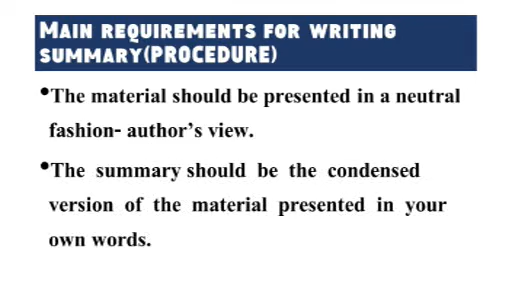 MAIN REQUIREMENTS FOR WRITING
SUMMARY(PROCEDURE)
•The material should be presented in a neutral
fashion- author's view.
•The summary should be the condensed
version of the material presented in your
own words.